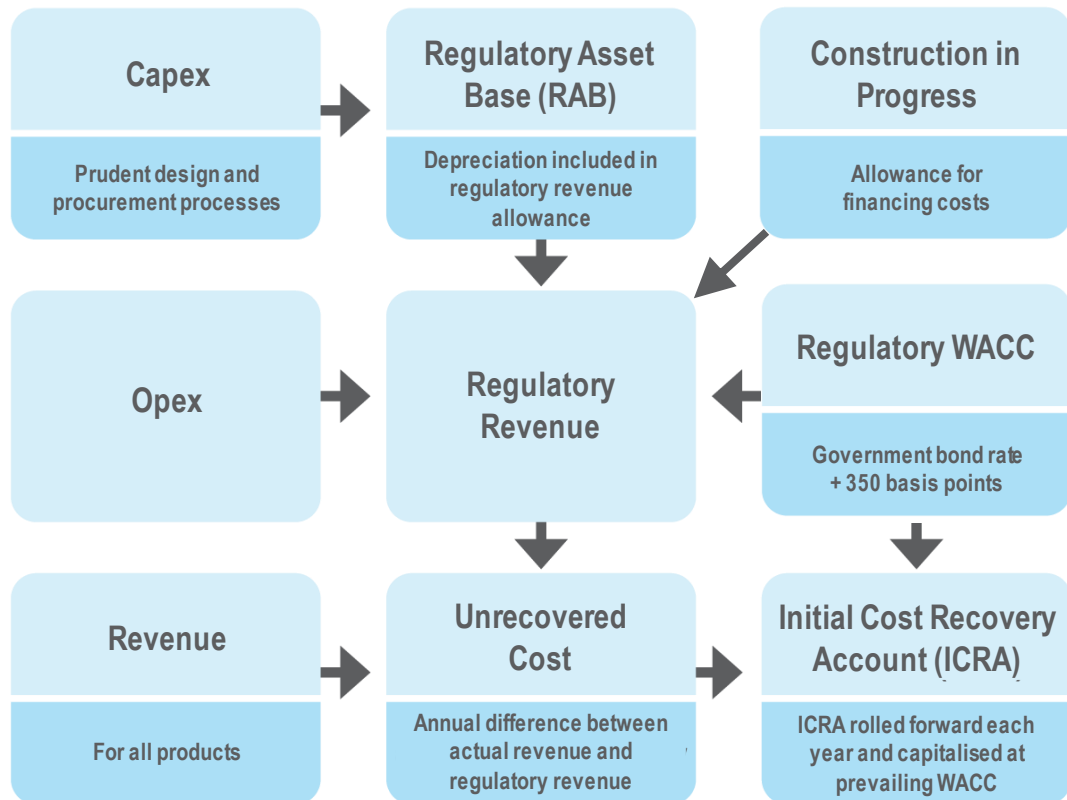 Capex
Prudent design and
procurement processes
Regulatory Asset
Base (RAB)
Depreciation included in
regulatory revenue
allowance
Construction in
Progress
Allowance for
financing costs
Opex
Regulatory
Revenue
Regulatory WACC
Government bond rate
+ 350 basis points
Revenue
For all products
Unrecovered
Cost
Annual difference between
actual revenue and
regulatory revenue
Initial Cost Recovery
Account (ICRA)
ICRA rolled forward each
year and capitalised at
prevailing WACC